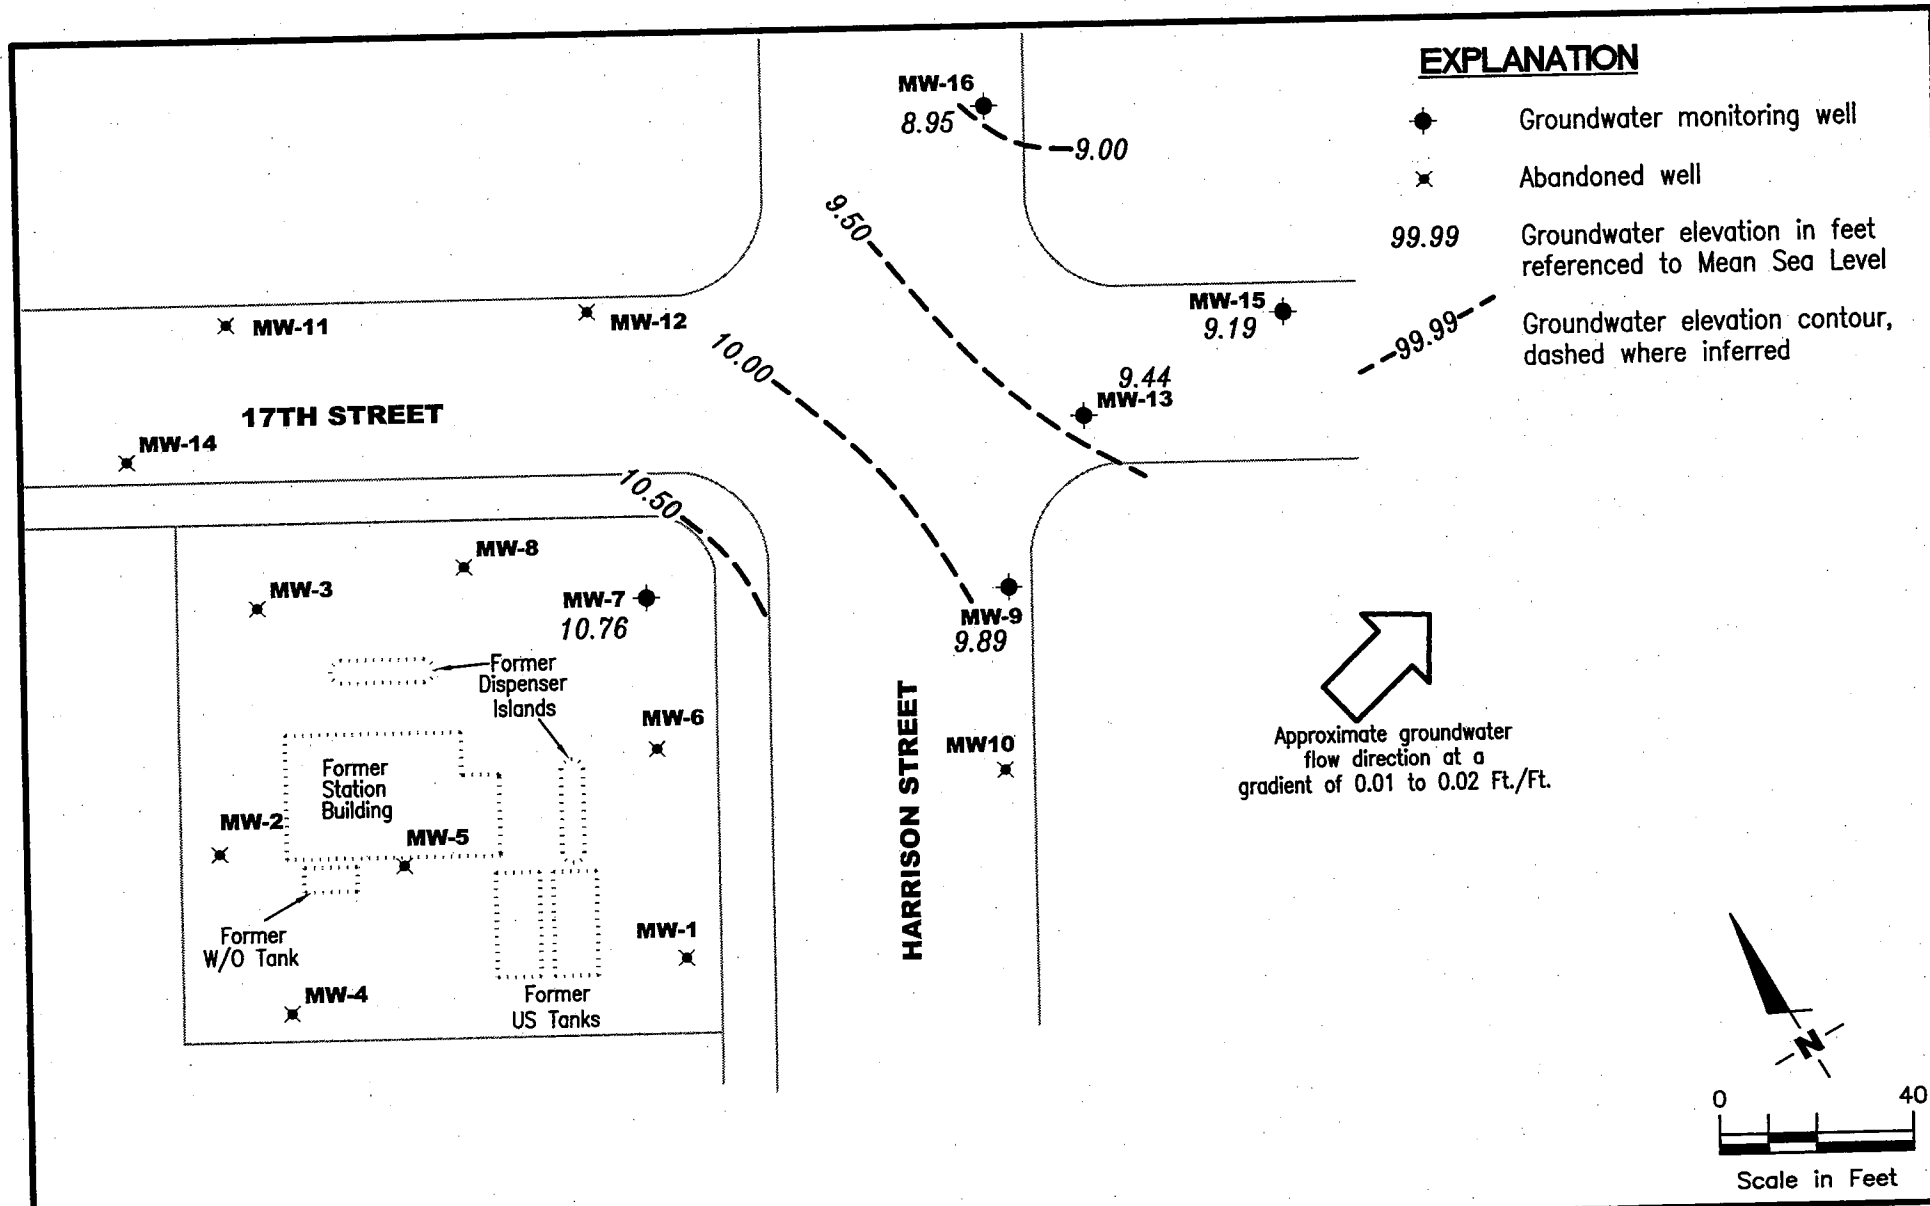 EXPLANATION
Groundwater monitoring well
Abandoned well
99.99
Groundwater elevation in feet
referenced to Mean Sea Level
99.99
Groundwater elevation contour,
dashed where inferred
MW-16
8.95
9.00
9.50
MW-15
9.19
MW-11
MW-12
10.00
9.44
MW-13
17TH STREET
MW-14
10.50
MW-8
MW-3
MW-7
10.76
MW-9
9.89
Former
Dispenser
Islands
MW-6
HARRISON STREET
MW10
Approximate groundwater
flow direction at a
gradient of 0.01 to 0.02 Ft./Ft.
Former
Station
Building
MW-2
MW-5
Former
W/O Tank
MW-1
MW-4
Former
US Tanks
N
0 40
Scale in Feet